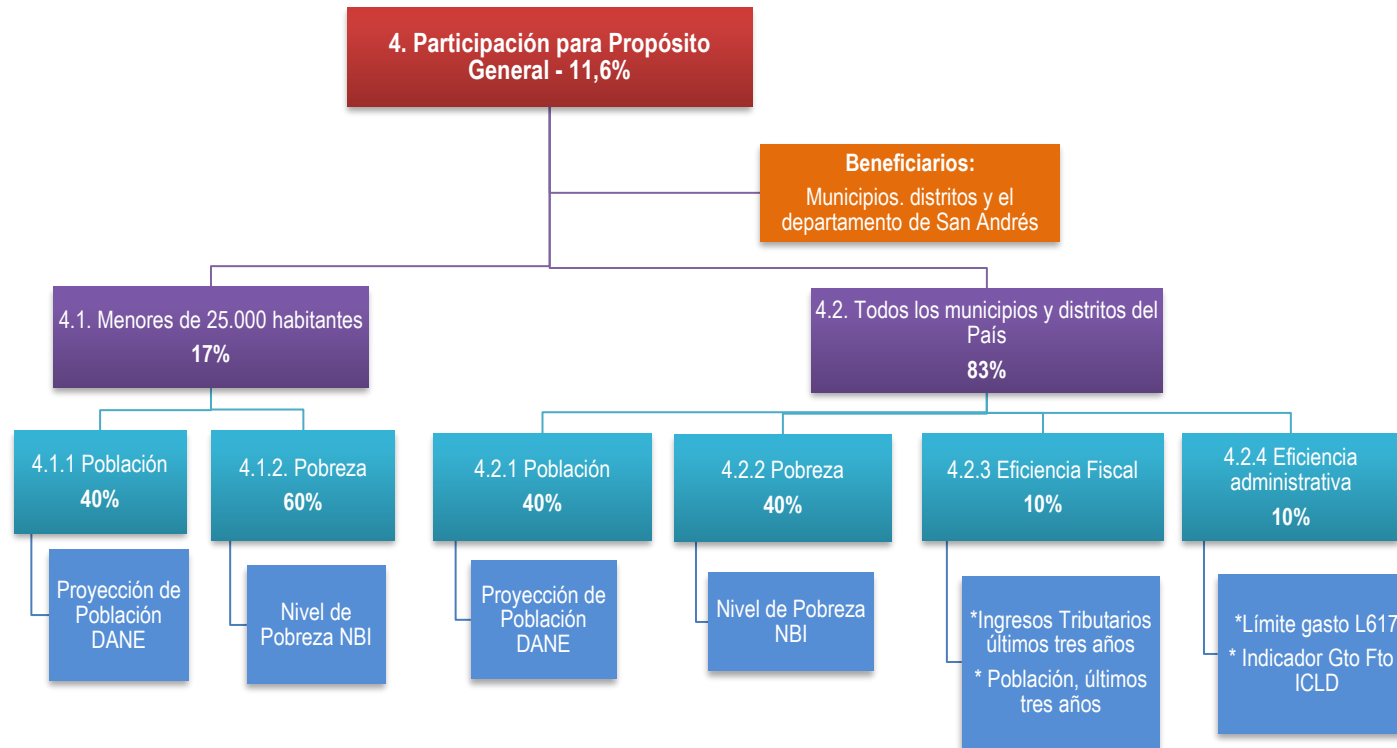 4. Participación para Propósito
General - 11,6%
Beneficiarios:
Municipios. distritos y el
departamento de San Andrés
4.1. Menores de 25.000 habitantes
17%
4.2. Todos los municipios y distritos del
País
83%
4.1.1 Población
40%
4.1.2. Pobreza
60%
4.2.1 Población
40%
4.2.2 Pobreza
40%
4.2.3 Eficiencia Fiscal
10%
4.2.4 Eficiencia
administrativa
10%
Proyección de
Población
DANE
Nivel de
Pobreza NBI
Proyección de
Población
DANE
Nivel de Pobreza
NBI
*Ingresos Tributarios
últimos tres años
* Población, últimos
tres años
*Límite gasto L617
* Indicador Gto Fto
ICLD